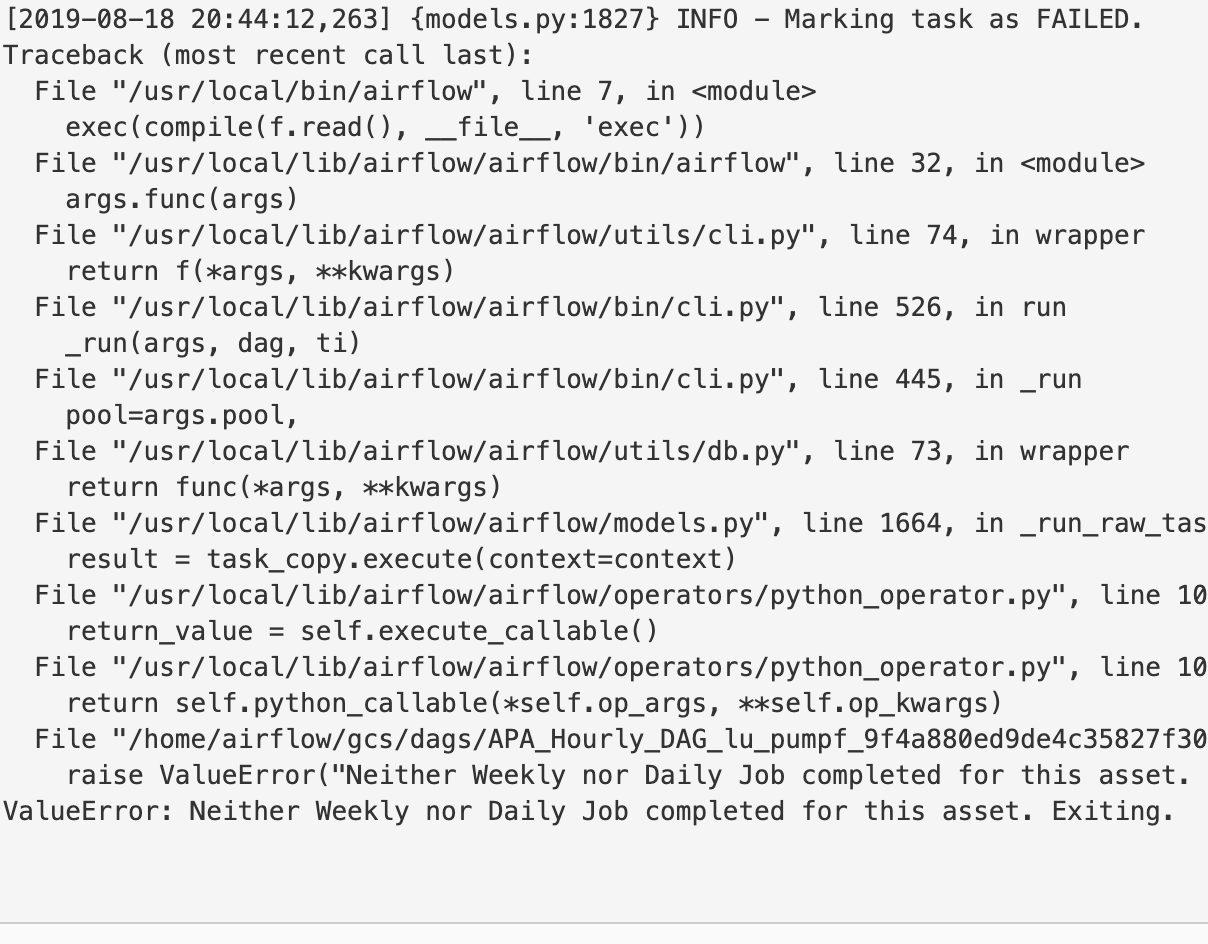 [2019-08-18 20:44:12,263] {models.py:1827} INFO - Marking task as FAILED.
Traceback (most recent call last):
  File "/usr/local/bin/airflow", line 7, in <module>
    exec(compile(f.read(), __file__, 'exec'))
  File "/usr/local/lib/airflow/airflow/bin/airflow", line 32, in <module>
    args.func(args)
  File "/usr/local/lib/airflow/airflow/utils/cli.py", line 74, in wrapper
    return f(*args, **kwargs)
  File "/usr/local/lib/airflow/airflow/bin/cli.py", line 526, in run
    _run(args, dag, ti)
  File "/usr/local/lib/airflow/airflow/bin/cli.py", line 445, in _run
    pool=args.pool,
  File "/usr/local/lib/airflow/airflow/utils/db.py", line 73, in wrapper
    return func(*args, **kwargs)
  File "/usr/local/lib/airflow/airflow/models.py", line 1664, in _run_raw_tas
    result = task_copy.execute(context=context)
  File "/usr/local/lib/airflow/airflow/operators/python_operator.py", line 10
    return_value = self.execute_callable()
  File "/usr/local/lib/airflow/airflow/operators/python_operator.py", line 10
    return self.python_callable(*self.op_args, **self.op_kwargs)
  File "/home/airflow/gcs/dags/APA_Hourly_DAG_lu_pumpf_9f4a880ed9de4c35827f30
    raise ValueError("Neither Weekly nor Daily Job completed for this asset.
ValueError: Neither Weekly nor Daily Job completed for this asset. Exiting.